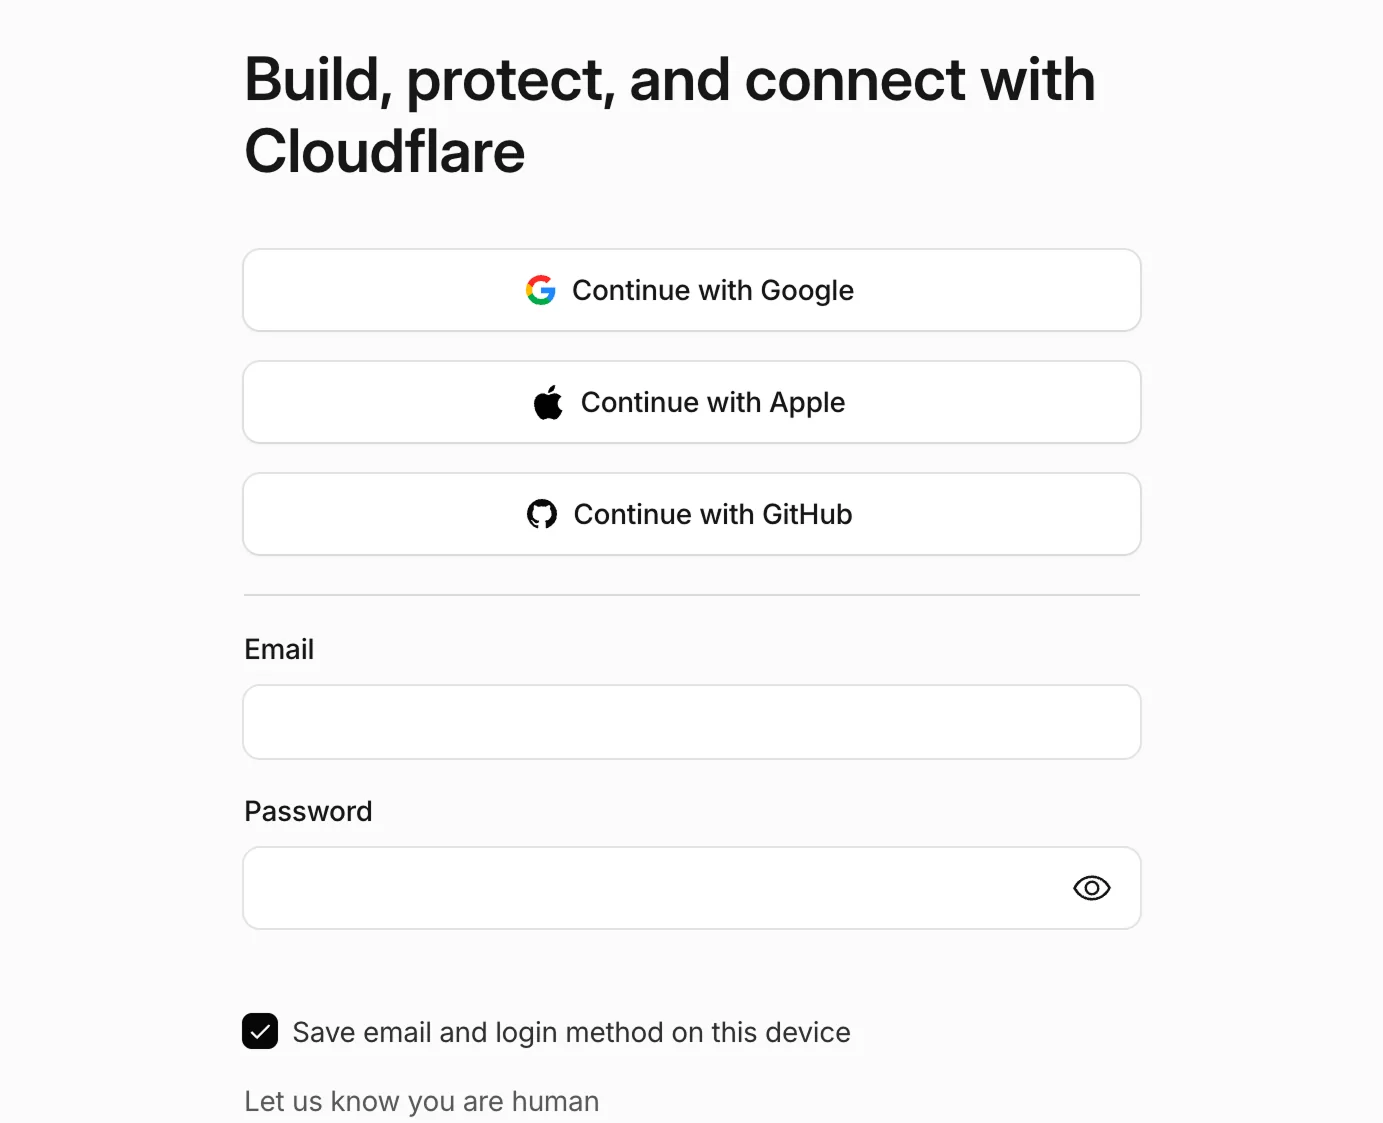 Build, protect, and connect with
Cloudflare
Continue with Google
Continue with Apple
Continue with GitHub
Email
Password
Save email and login method on this device
Let us know you are human